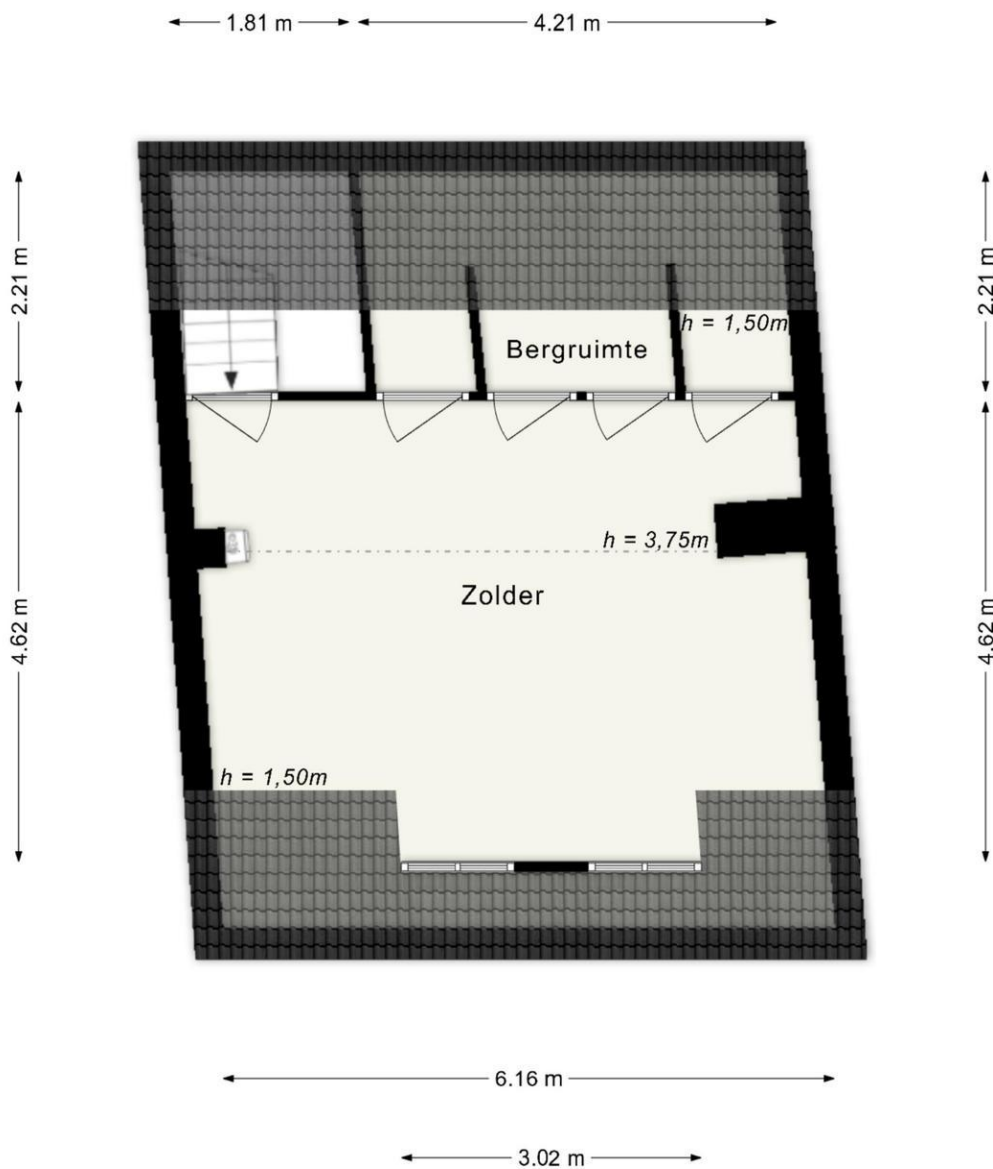 1.81 m
4.21 m
2.21 m
2.21 m
h = 1,50m
Bergruimte
h = 3,75m
Zolder
4.62 m
4.62 m
h = 1,50m
6.16 m
3.02 m